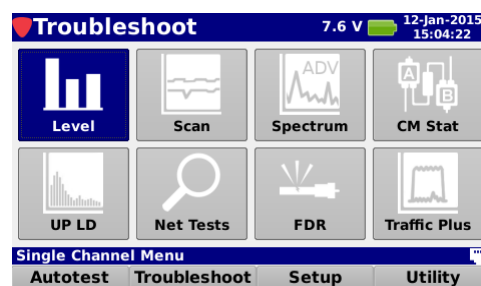 Troubleshoot 7.6 V 12-Jan-2015
15:04:22
Level Scan ADV Spectrum A B CM Stat
UP LD Net Tests FDR Traffic Plus
Single Channel Menu
Autotest Troubleshoot Setup Utility